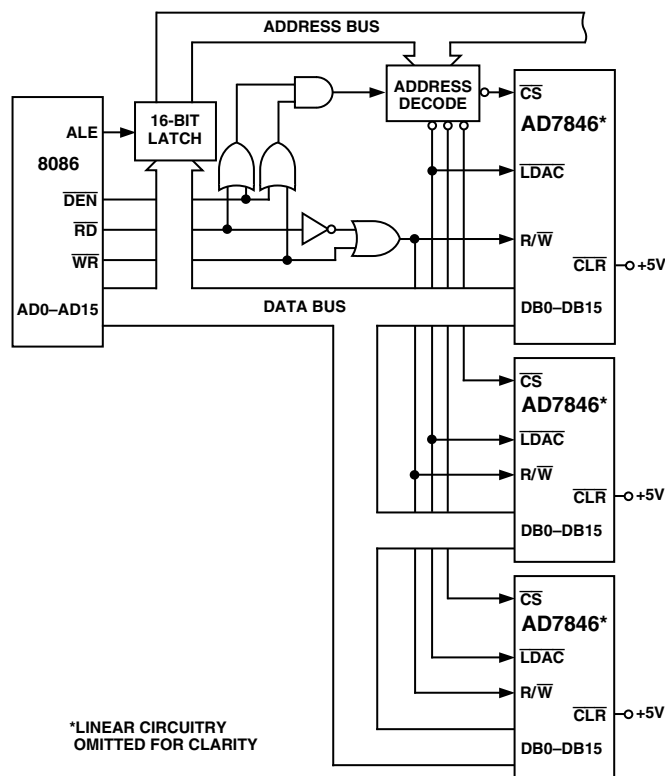 ADDRESS BUS
8086
ALE
DEN
RD
WR
AD0–AD15
16-BIT
LATCH
ADDRESS
DECODE
CS
AD7846*
LDAC
R/W
CLR
+5V
DB0–DB15
DATA BUS
CS
AD7846*
LDAC
R/W
CLR
+5V
DB0–DB15
CS
AD7846*
LDAC
R/W
CLR
+5V
DB0–DB15
*LINEAR CIRCUITRY
OMITTED FOR CLARITY